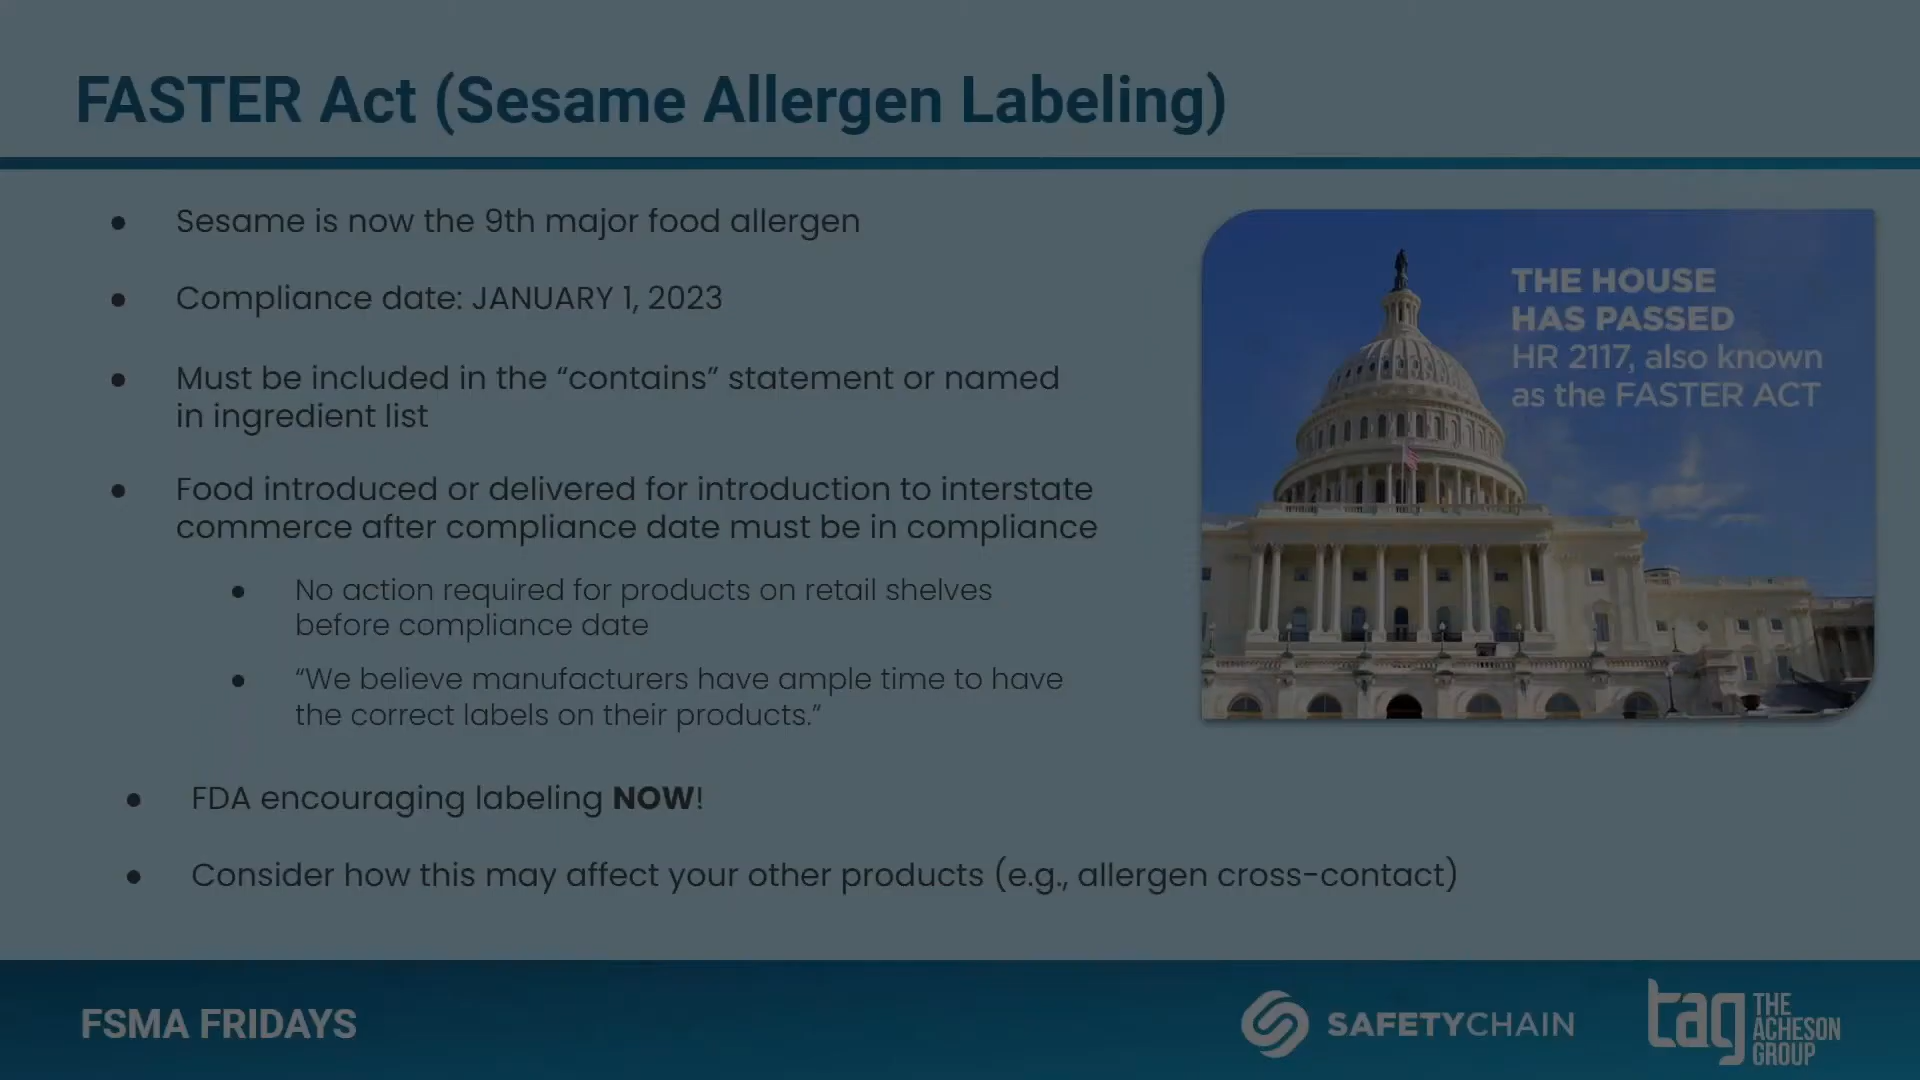 FASTER Act (Sesame Allergen Labeling)
● Sesame is now the 9th major food allergen
● Compliance date: JANUARY 1, 2023
● Must be included in the “contains” statement or named
in ingredient list
● Food introduced or delivered for introduction to interstate
commerce after compliance date must be in compliance
● No action required for products on retail shelves
before compliance date
● “We believe manufacturers have ample time to have
the correct labels on their products.”
● FDA encouraging labeling NOW!
● Consider how this may affect your other products (e.g., allergen cross-contact)
THE HOUSE
HAS PASSED
HR 2117, also known
as the FASTER ACT
FSMA FRIDAYS
SAFETYCHAIN
tag THE
ACHESON
GROUP